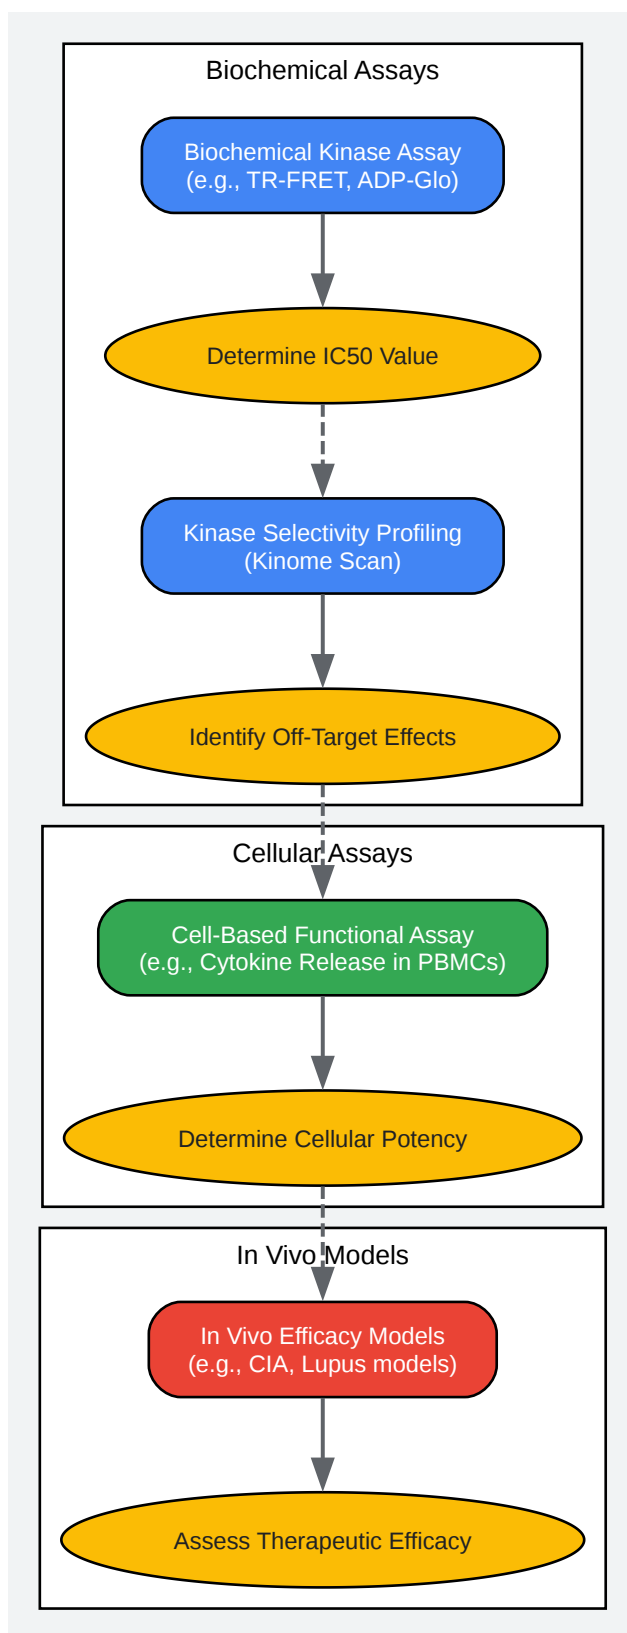 Biochemical Assays
Biochemical Kinase Assay
(e.g., TR-FRET, ADP-Glo)
Determine IC50 Value
Kinase Selectivity Profiling
(Kinome Scan)
Identify Off-Target Effects
Cellular Assays
Cell-Based Functional Assay
(e.g., Cytokine Release in PBMCs)
Determine Cellular Potency
In Vivo Models
In Vivo Efficacy Models
(e.g., CIA, Lupus models)
Assess Therapeutic Efficacy